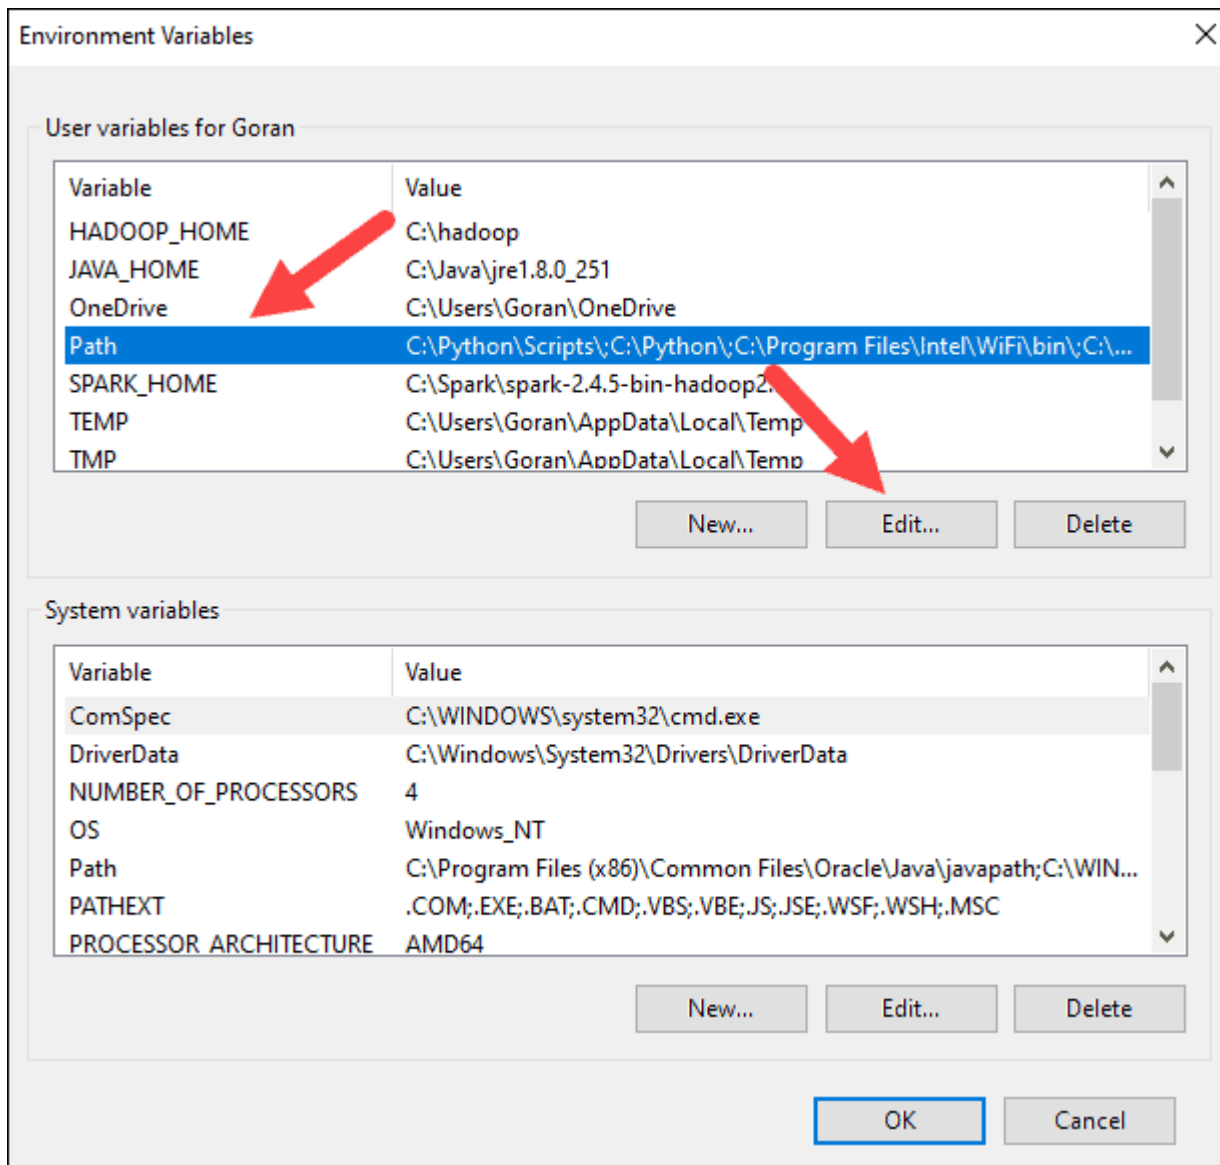 Environment Variables
User variables for Goran
Variable Value
HADOOP_HOME C:\hadoop
JAVA_HOME C:\Java\jre1.8.0_251
OneDrive C:\Users\Goran\OneDrive
Path C:\Python\Scripts\;C:\Python\;C:\Program Files\Intel\WiFi\bin\;C:\...
SPARK_HOME C:\Spark\spark-2.4.5-bin-hadoop2.
TEMP C:\Users\Goran\AppData\Local\Temp
TMP C:\Users\Goran\AppData\Local\Temp
New... Edit... Delete
System variables
Variable Value
ComSpec C:\WINDOWS\system32\cmd.exe
DriverData C:\Windows\System32\Drivers\DriverData
NUMBER_OF_PROCESSORS 4
OS Windows_NT
Path C:\Program Files (x86)\Common Files\Oracle\Java\javapath;C:\WIN...
PATHEXT .COM;.EXE;.BAT;.CMD;.VBS;.VBE;.JS;.JSE;.WSF;.WSH;.MSC
PROCESSOR_ARCHITECTURE AMD64
New... Edit... Delete
OK Cancel